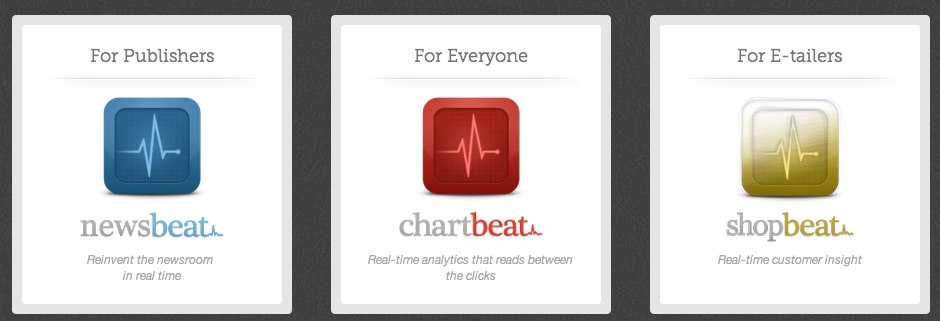 For Publishers
newsbeat
Reinvent the newsroom
in real time
For Everyone
chartbeat
Real-time analytics that reads between
the clicks
For E-tailers
shopbeat
Real-time customer insight